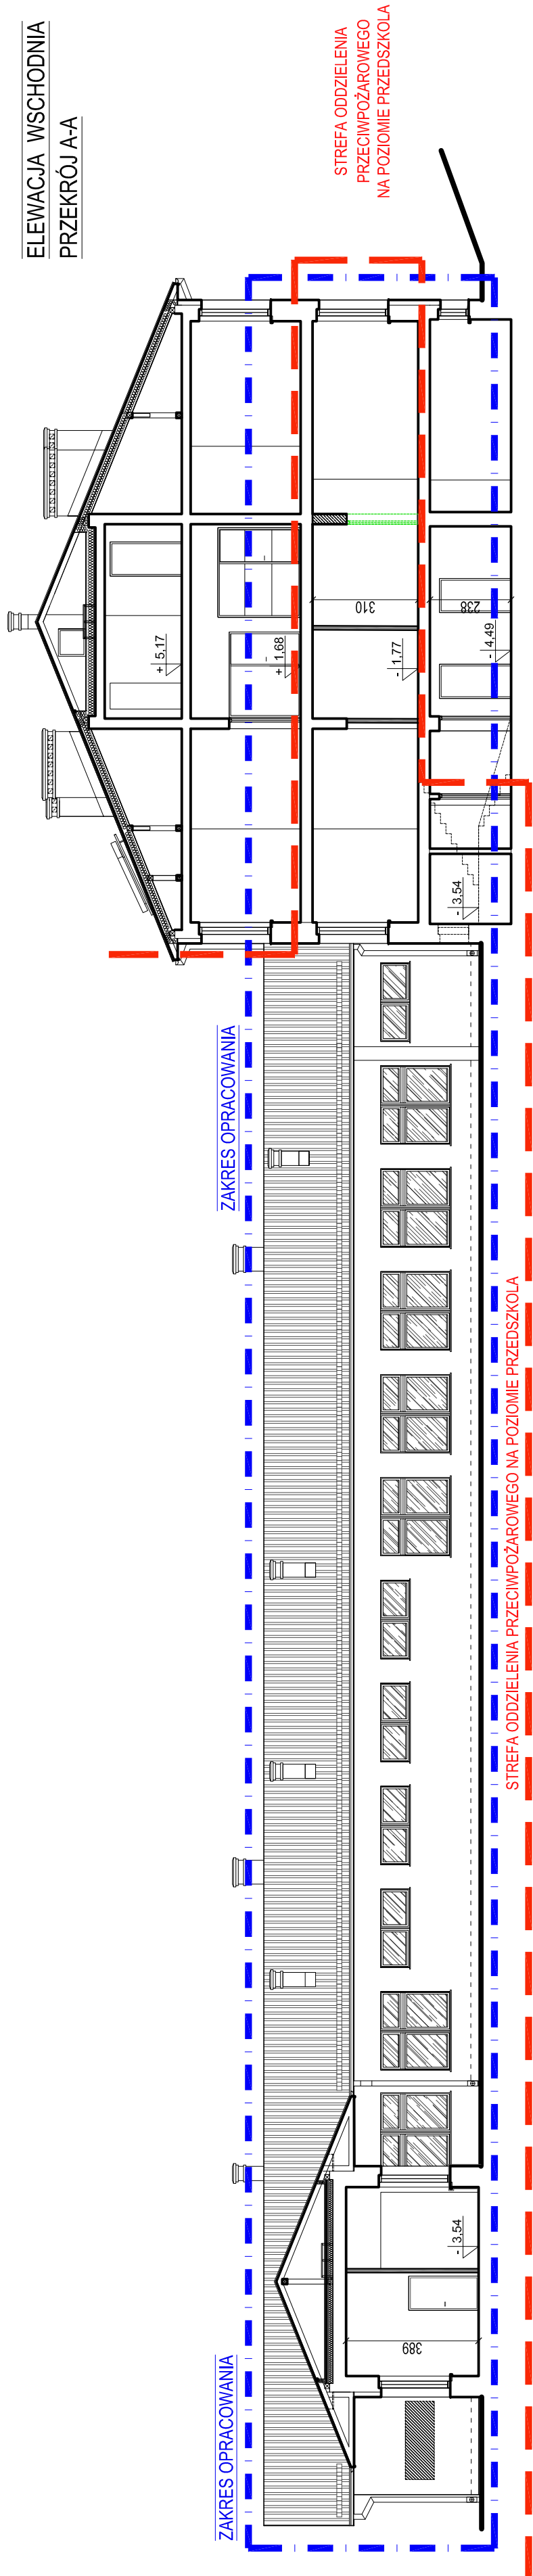 ELEWACJA WSCHODNIA
PRZEKRÓJ A-A
STREFA ODDZIELENIA
PRZECIWPOŻAROWEGO
NA POZIOMIE PRZEDSZKOLA
+ 5,17
+ 1,68
310
- 1,77
238
- 4,49
- 3,54
ZAKRES OPRACOWANIA
STREFA ODDZIELENIA PRZECIWPOŻAROWEGO NA POZIOMIE PRZEDSZKOLA
- 3,54
389
ZAKRES OPRACOWANIA